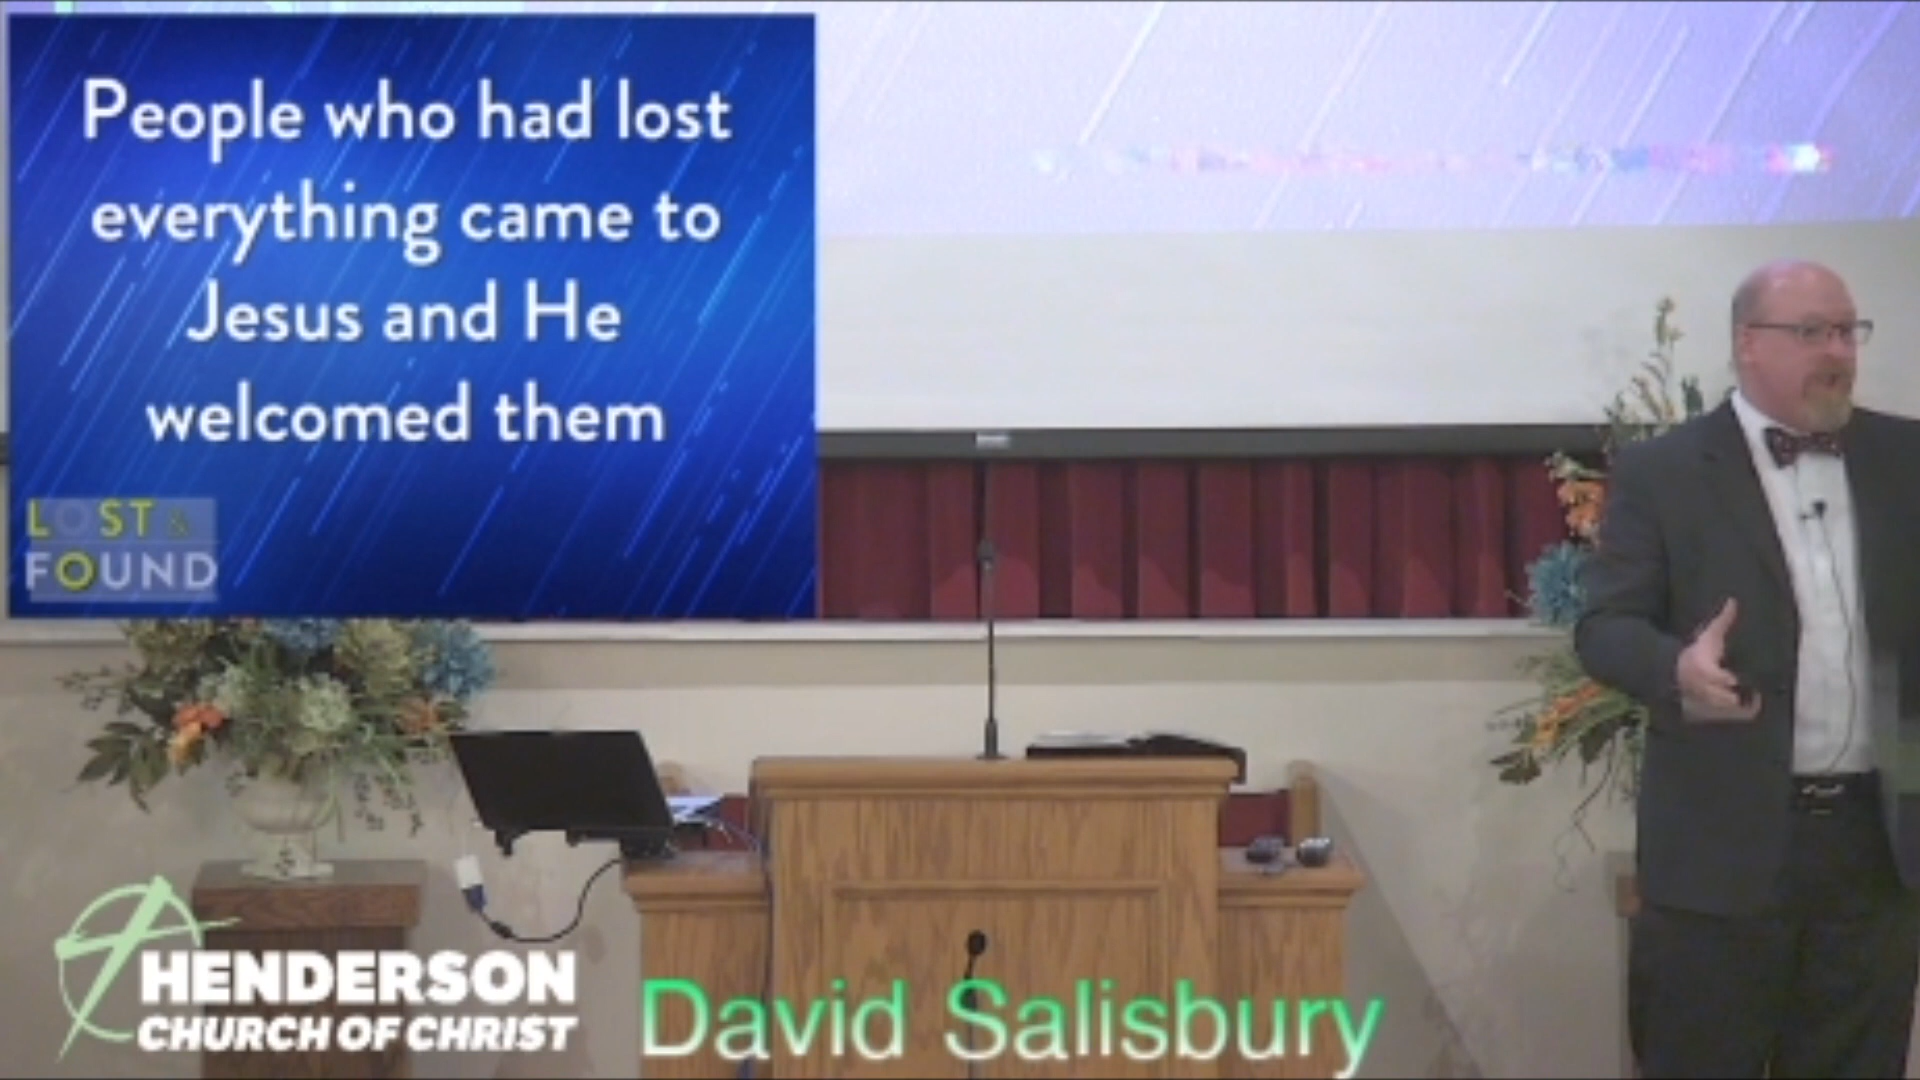 People who had lost
everything came to
Jesus and He
welcomed them
LOST &
FOUND
HENDERSON
CHURCH OF CHRIST
David Salisbury